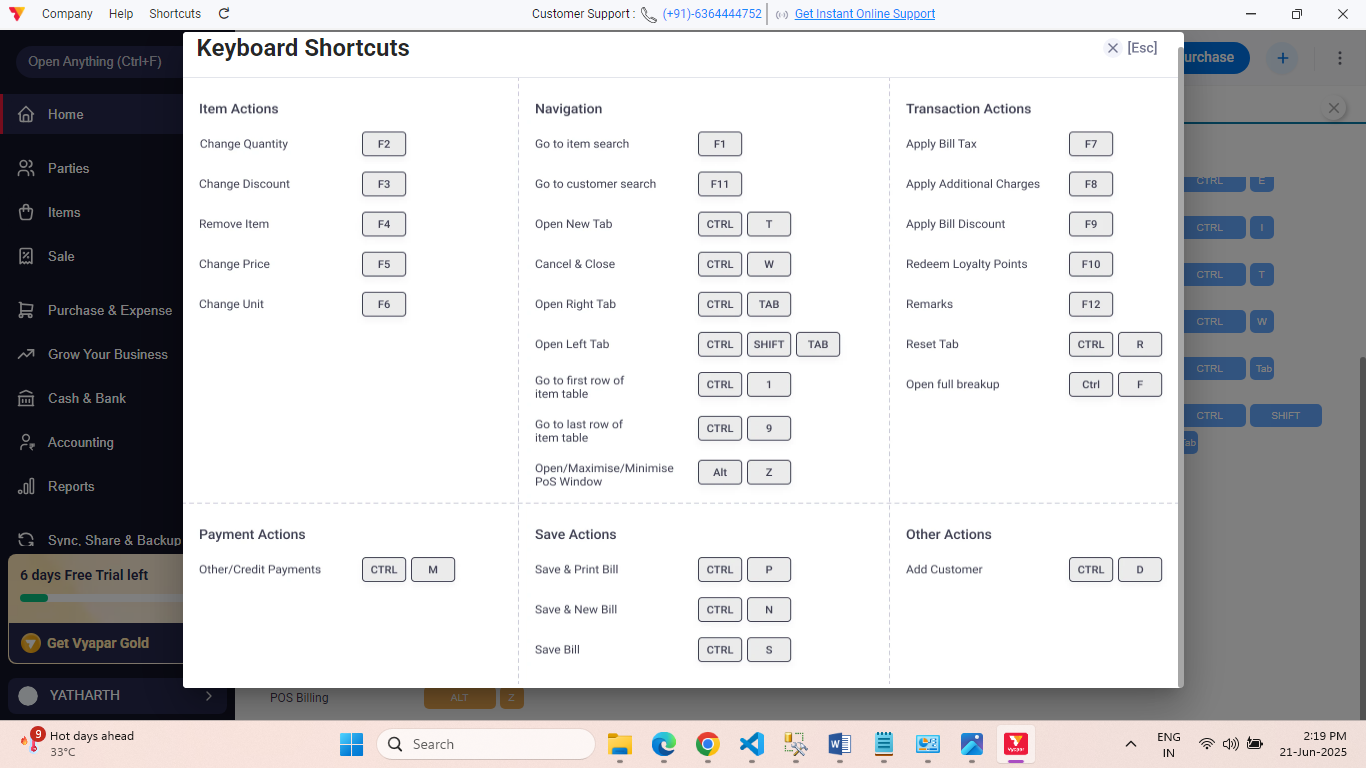 Company Help Shortcuts
Customer Support : (+91)-6364444752 Get Instant Online Support
Open Anything (Ctrl+F)
Home
Parties
Items
Sale
Purchase & Expense
Grow Your Business
Cash & Bank
Accounting
Reports
Sync, Share & Backup
6 days Free Trial left
Get Vyapar Gold
YATHARTH
Keyboard Shortcuts
[Esc]
Item Actions
Change Quantity F2
Change Discount F3
Remove Item F4
Change Price F5
Change Unit F6
Navigation
Go to item search F1
Go to customer search F11
Open New Tab CTRL T
Cancel & Close CTRL W
Open Right Tab CTRL TAB
Open Left Tab CTRL SHIFT TAB
Go to first row of
item table CTRL 1
Go to last row of
item table CTRL 9
Open/Maximise/Minimise
PoS Window Alt Z
Transaction Actions
Apply Bill Tax F7
Apply Additional Charges F8
Apply Bill Discount F9
Redeem Loyalty Points F10
Remarks F12
Reset Tab CTRL R
Open full breakup Ctrl F
Payment Actions
Other/Credit Payments CTRL M
Save Actions
Save & Print Bill CTRL P
Save & New Bill CTRL N
Save Bill CTRL S
Other Actions
Add Customer CTRL D
urchase
CTRL E
CTRL I
CTRL T
CTRL W
CTRL Tab
CTRL SHIFT
ab
POS Billing ALT Z
9
Hot days ahead
33°C
Search
Vyapar
ENG
IN
2:19 PM
21-Jun-2025